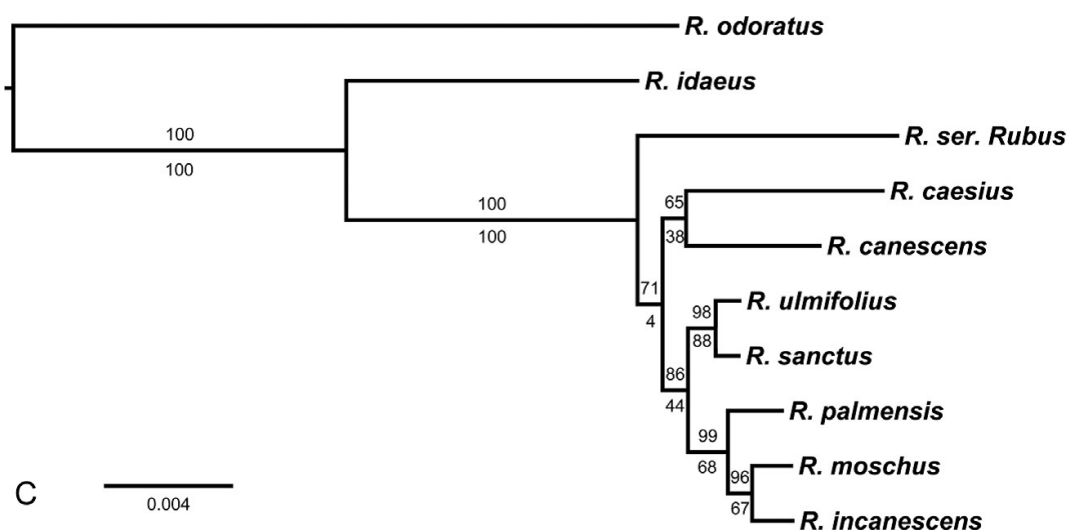 R. odoratus
R. idaeus
100
100
R. ser. Rubus
R. caesius
65
100
100
38
R. canescens
71
4
98
R. ulmifolius
88
R. sanctus
86
44
R. palmensis
99
68
96
R. moschus
67
R. incanescens
C
0.004